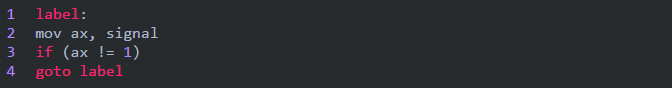 1 label:
2 mov ax, signal
3 if (ax != 1)
4 goto label